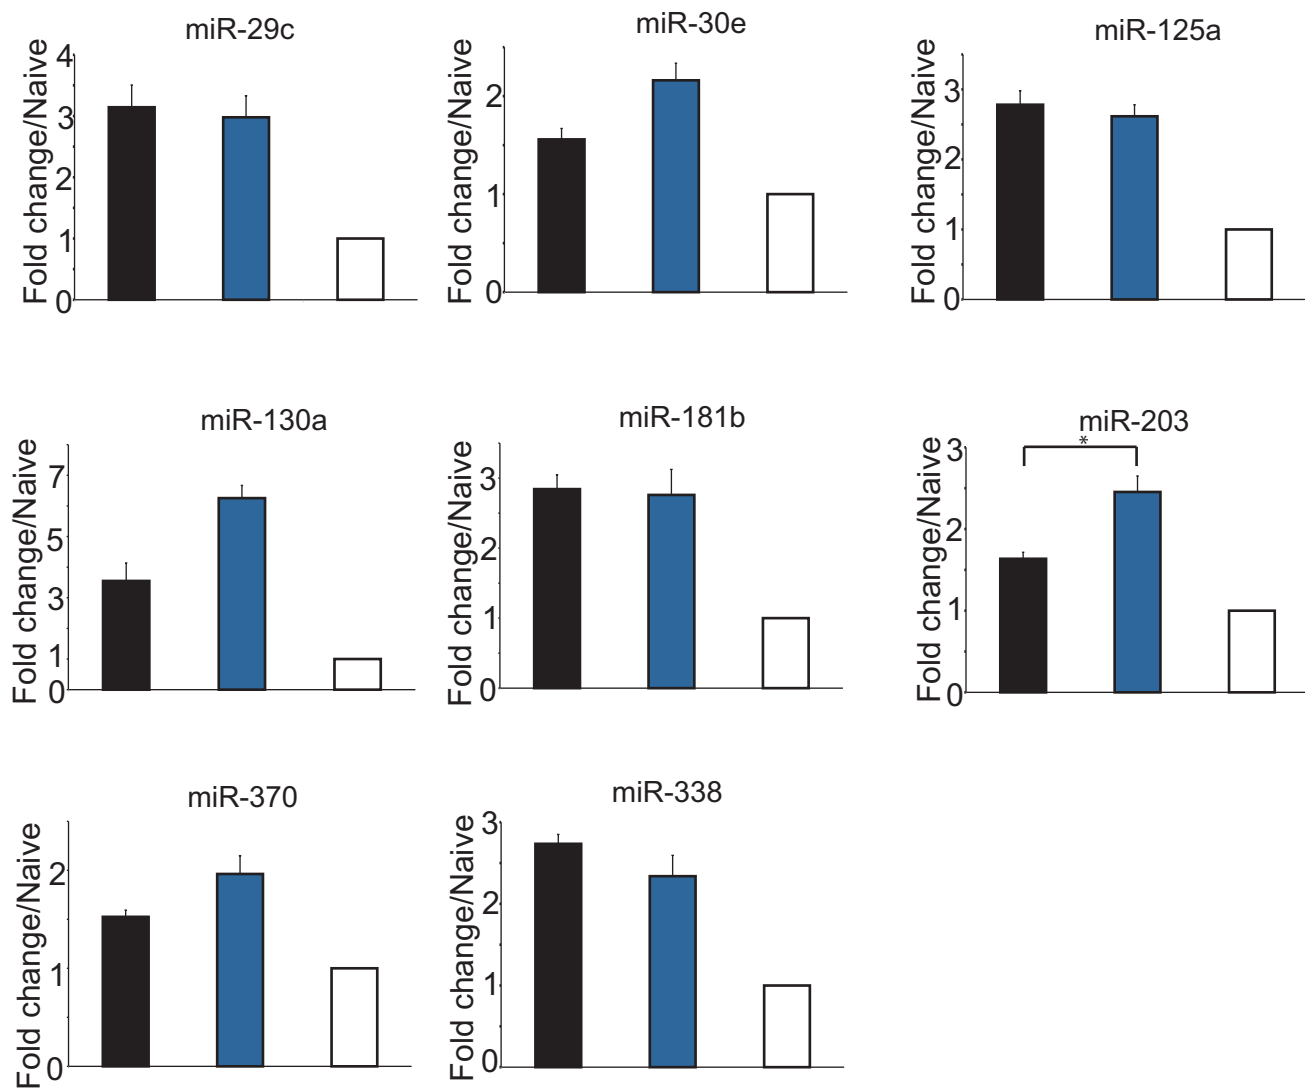 miR-29c
Fold change/Naive
4
3
2
1
0
miR-30e
Fold change/Naive
2
1
0
miR-125a
Fold change/Naive
3
2
1
0
miR-130a
Fold change/Naive
7
5
3
1
0
miR-181b
Fold change/Naive
3
2
1
0
miR-203
*
Fold change/Naive
3
2
1
0
miR-370
Fold change/Naive
2
1
0
miR-338
Fold change/Naive
3
2
1
0